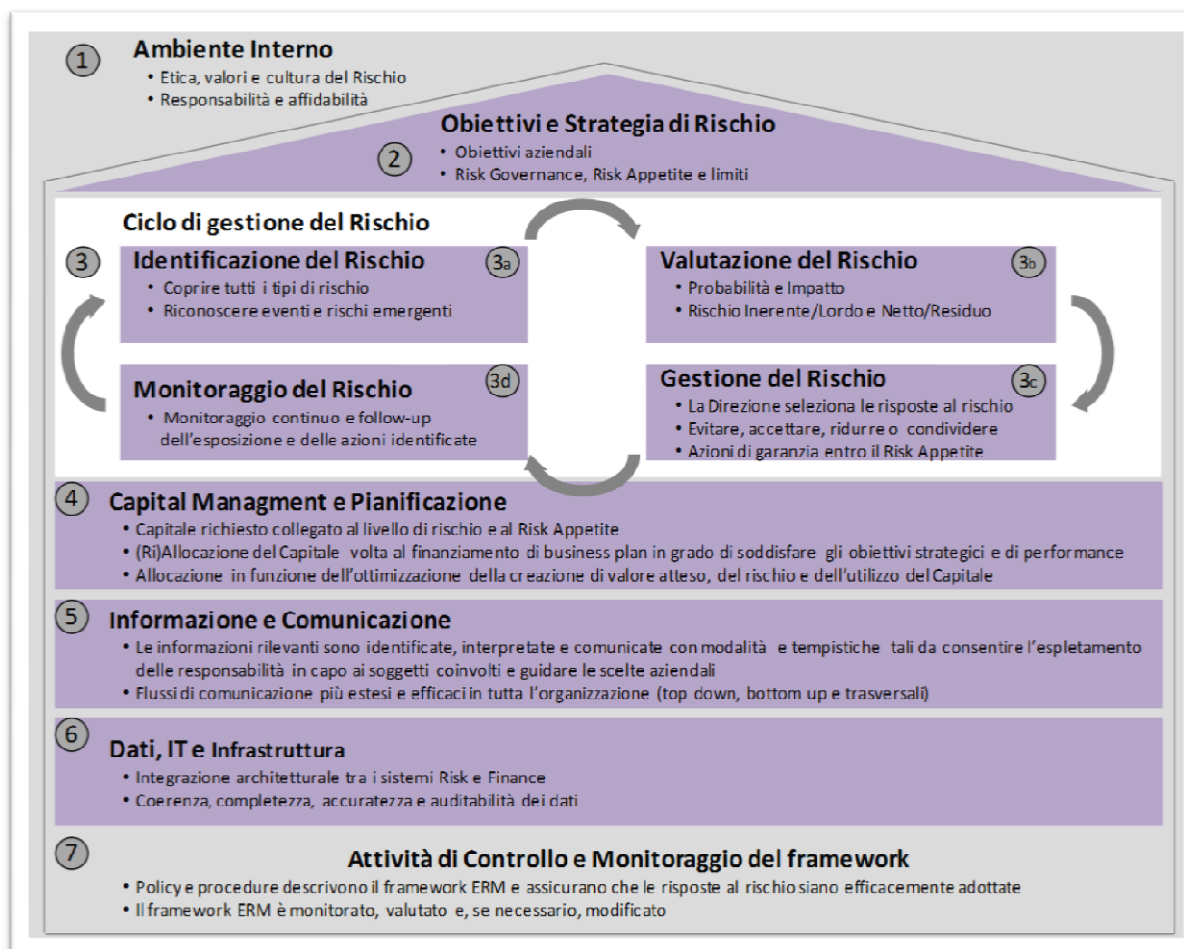 1
Ambiente Interno
• Etica, valori e cultura del Rischio
• Responsabilità e affidabilità
Obiettivi e Strategia di Rischio
2
• Obiettivi aziendali
• Risk Governance, Risk Appetite e limiti
Ciclo di gestione del Rischio
3
Identificazione del Rischio
3a
• Coprire tutti i tipi di rischio
• Riconoscere eventi e rischi emergenti
Valutazione del Rischio
3b
• Probabilità e Impatto
• Rischio Inerente/Lordo e Netto/Residuo
Monitoraggio del Rischio
3d
• Monitoraggio continuo e follow-up
dell'esposizione e delle azioni identificate
Gestione del Rischio
3c
• La Direzione seleziona le risposte al rischio
• Evitare, accettare, ridurre o condividere
• Azioni di garanzia entro il Risk Appetite
4
Capital Managment e Pianificazione
• Capitale richiesto collegato al livello di rischio e al Risk Appetite
• (Ri)Allocazione del Capitale volta al finanziamento di business plan in grado di soddisfare gli obiettivi strategici e di performance
• Allocazione in funzione dell'ottimizzazione della creazione di valore atteso, del rischio e dell'utilizzo del Capitale
5
Informazione e Comunicazione
• Le informazioni rilevanti sono identificate, interpretate e comunicate con modalità e tempistiche tali da consentire l'espletamento
delle responsabilità in capo ai soggetti coinvolti e guidare le scelte aziendali
• Flussi di comunicazione più estesi e efficaci in tutta l'organizzazione (top down, bottom up e trasversali)
6
Dati, IT e Infrastruttura
• Integrazione architetturale tra i sistemi Risk e Finance
• Coerenza, completezza, accuratezza e auditabilità dei dati
7
Attività di Controllo e Monitoraggio del framework
• Policy e procedure descrivono il framework ERM e assicurano che le risposte al rischio siano efficacemente adottate
• Il framework ERM è monitorato, valutato e, se necessario, modificato